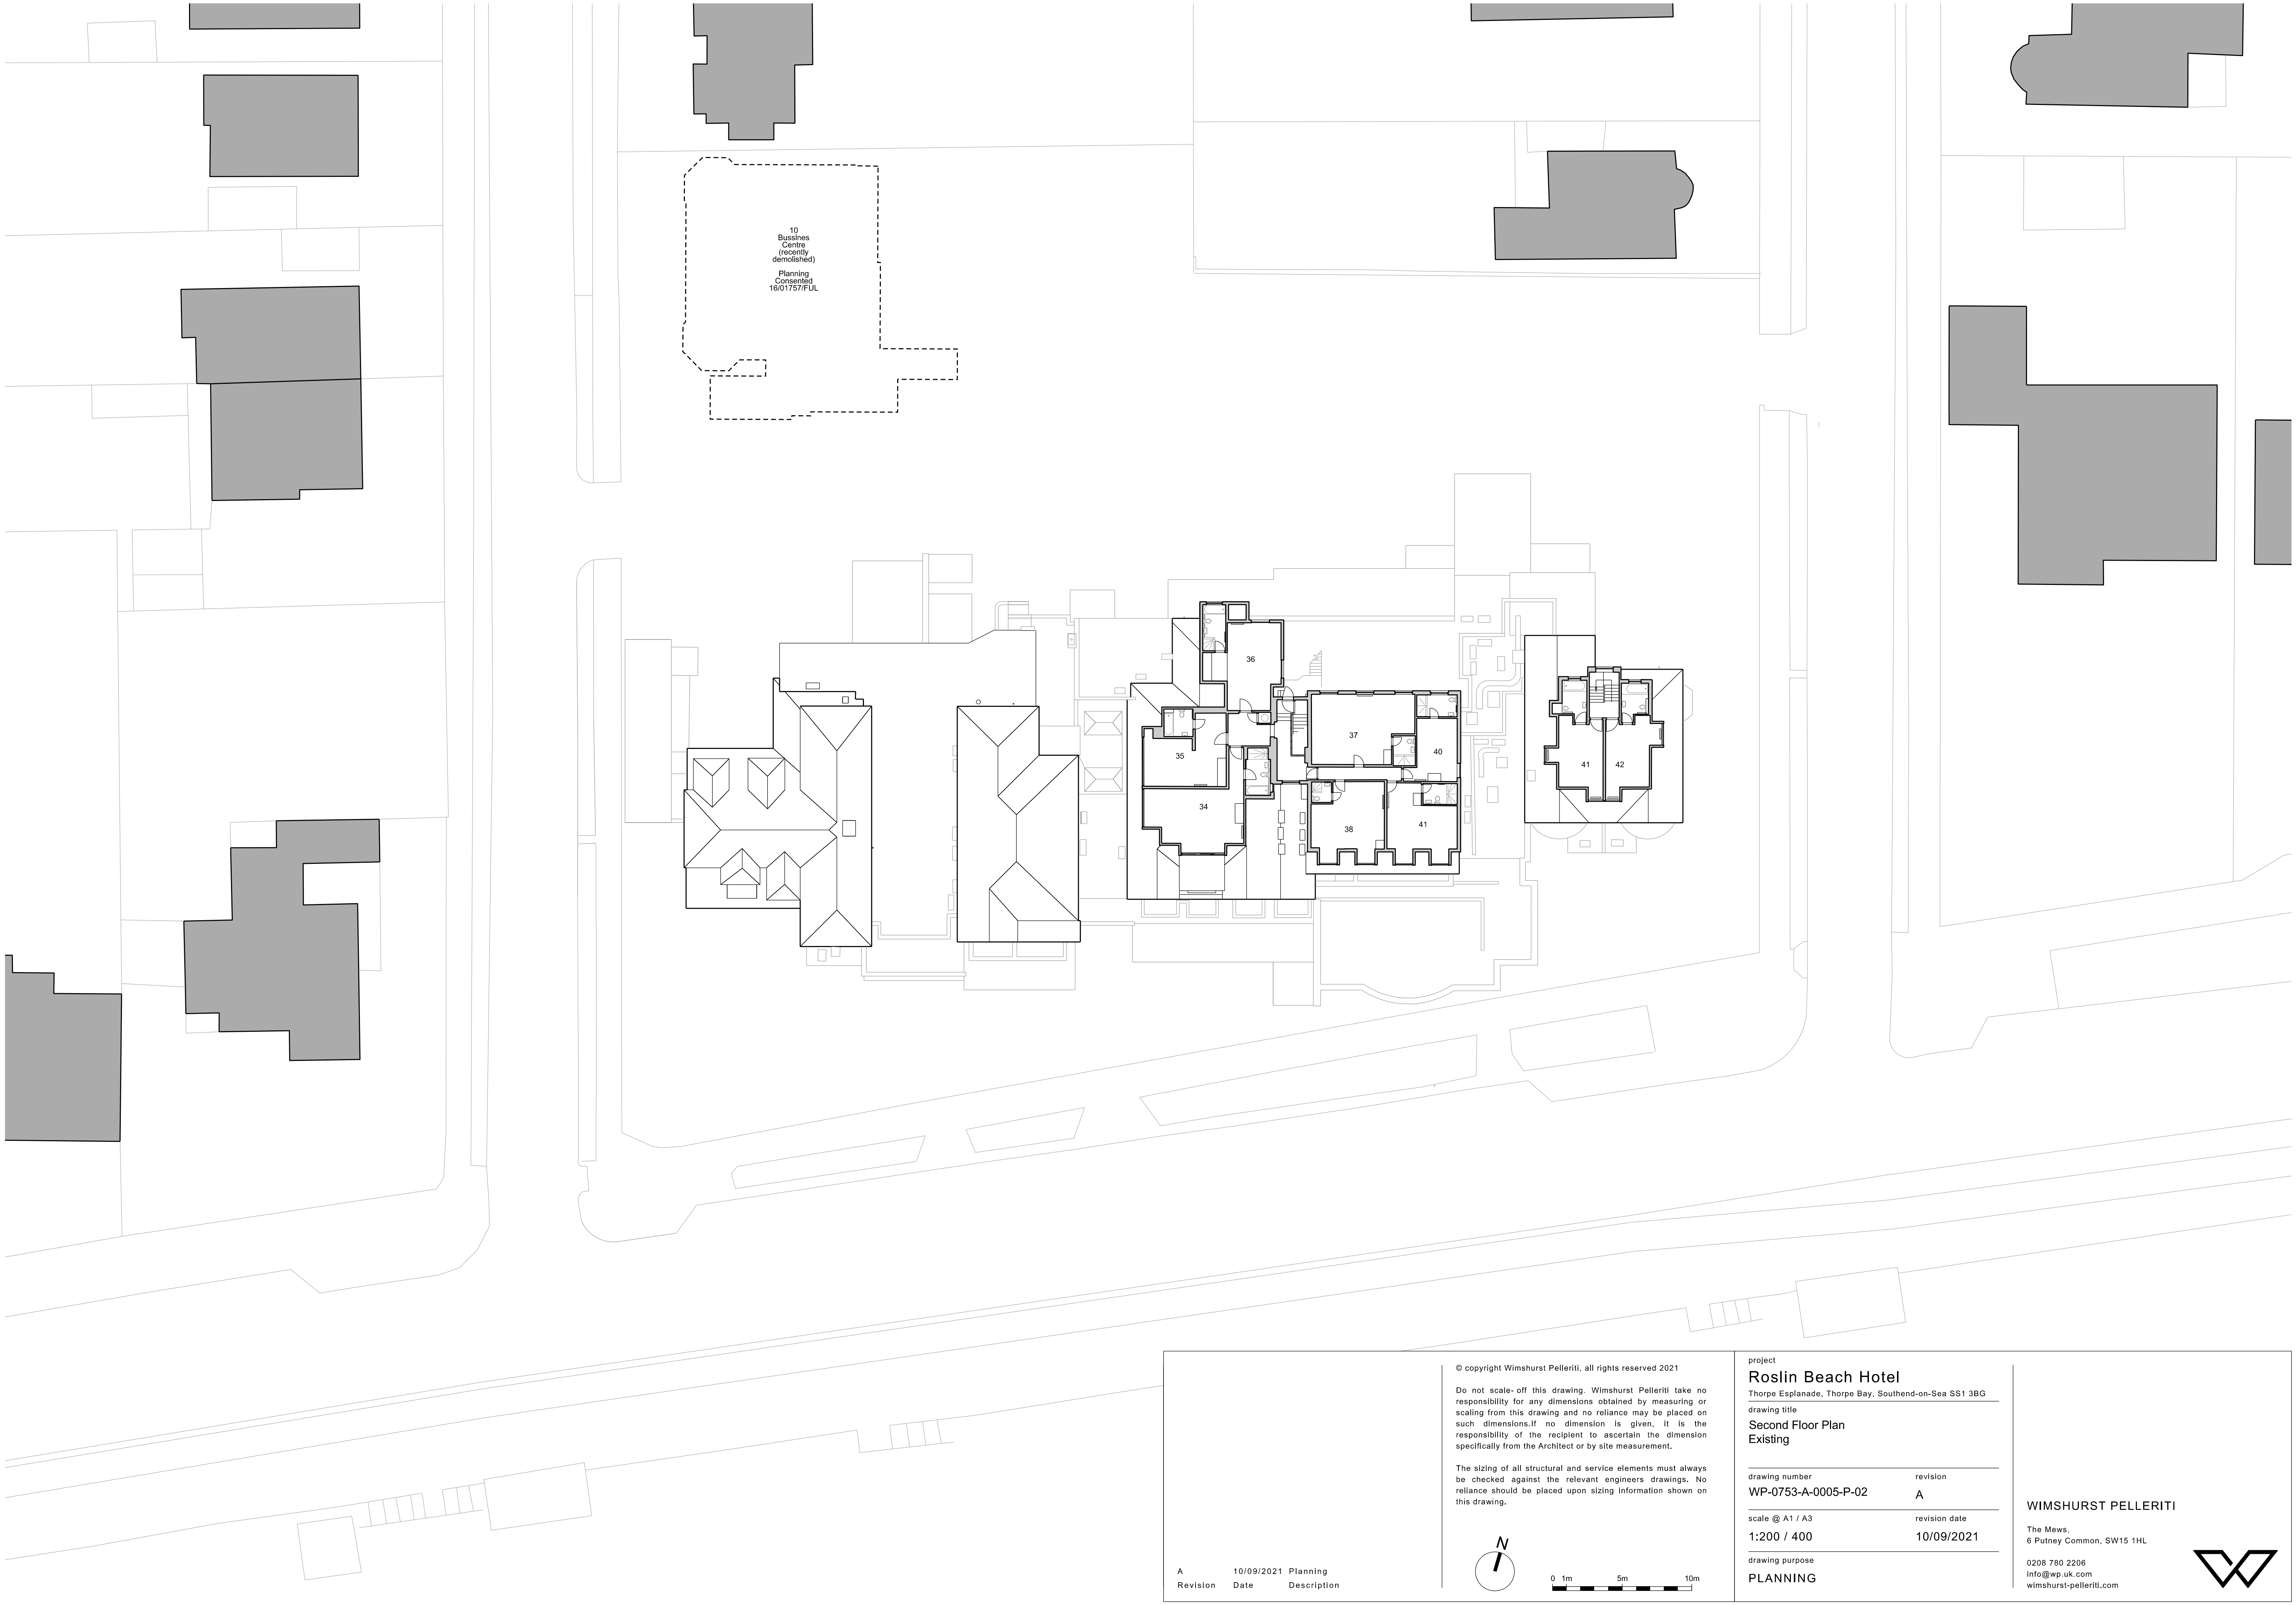 10
Bussines
Centre
(recently
demolished)
Planning
Consented
16/01757/FUL
36
35
34
37
40
38
41
41
42
A 10/09/2021 Planning
Revision Date Description
© copyright Wimshurst Pelleriti, all rights reserved 2021
Do not scale- off this drawing. Wimshurst Pelleriti take no
responsibility for any dimensions obtained by measuring or
scaling from this drawing and no reliance may be placed on
such dimensions.If no dimension is given, it is the
responsibility of the recipient to ascertain the dimension
specifically from the Architect or by site measurement.
The sizing of all structural and service elements must always
be checked against the relevant engineers drawings. No
reliance should be placed upon sizing information shown on
this drawing.
N
0 1m 5m 10m
project
Roslin Beach Hotel
Thorpe Esplanade, Thorpe Bay, Southend-on-Sea SS1 3BG
drawing title
Second Floor Plan
Existing
drawing number revision
WP-0753-A-0005-P-02 A
scale @ A1 / A3 revision date
1:200 / 400 10/09/2021
drawing purpose
PLANNING
WIMSHURST PELLERITI
The Mews,
6 Putney Common, SW15 1HL
0208 780 2206
info@wp.uk.com
wimshurst-pelleriti.com